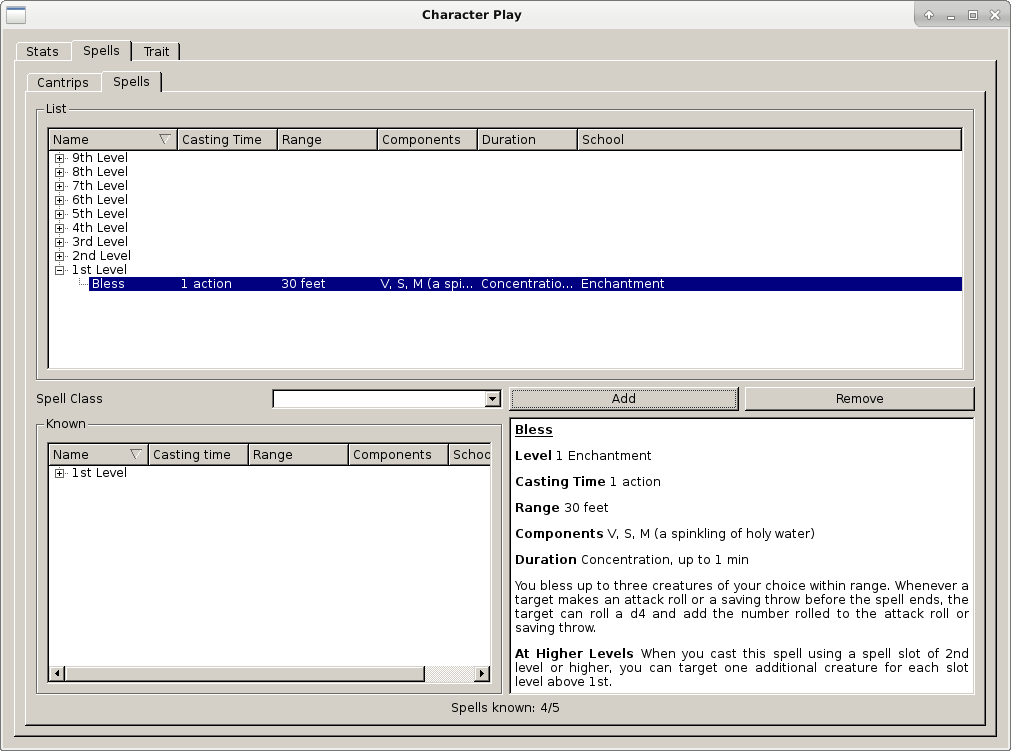 Character Play
Stats Spells Trait
Cantrips Spells
List
Name Casting Time Range Components Duration School
9th Level
8th Level
7th Level
6th Level
5th Level
4th Level
3rd Level
2nd Level
1st Level
Bless 1 action 30 feet V, S, M (a spi... Concentratio... Enchantment
Spell Class Add Remove
Known
Name Casting time Range Components Schoo
1st Level
Bless
Level 1 Enchantment
Casting Time 1 action
Range 30 feet
Components V, S, M (a spinkling of holy water)
Duration Concentration, up to 1 min
You bless up to three creatures of your choice within range. Whenever a
target makes an attack roll or a saving throw before the spell ends, the
target can roll a d4 and add the number rolled to the attack roll or
saving throw.
At Higher Levels When you cast this spell using a spell slot of 2nd
level or higher, you can target one additional creature for each slot
level above 1st.
Spells known: 4/5